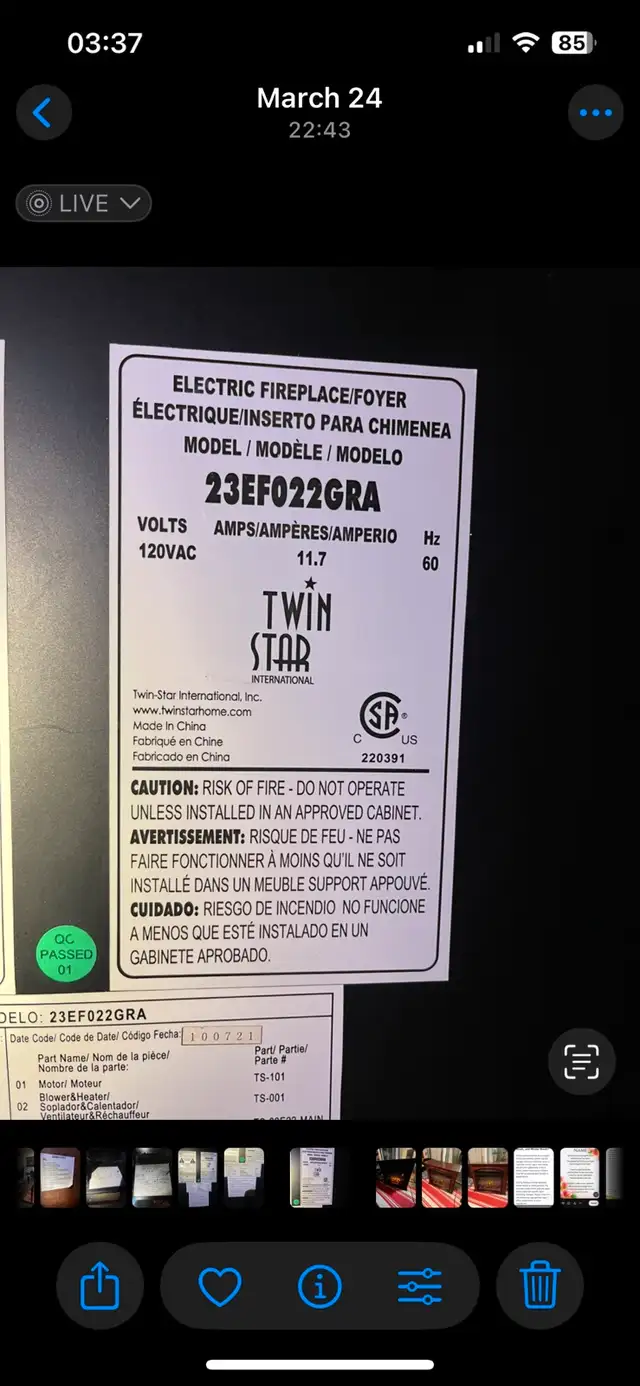 03:37
85
March 24
22:43
LIVE
ELECTRIC FIREPLACE/FOYER
ÉLECTRIQUE/INSERTO PARA CHIMENEA
MODEL / MODÈLE / MODELO
23EF022GRA
VOLTS AMPS/AMPÈRES/AMPERIO Hz
120VAC 11.7 60
TWIN
STAR
INTERNATIONAL
Twin-Star International, Inc.
www.twinstarhome.com
Made In China
Fabriqué en Chine
Fabricado en China
SA ®
C US
220391
CAUTION: RISK OF FIRE - DO NOT OPERATE
UNLESS INSTALLED IN AN APPROVED CABINET.
AVERTISSEMENT: RISQUE DE FEU - NE PAS
FAIRE FONCTIONNER À MOINS QU'IL NE SOIT
INSTALLÉ DANS UN MEUBLE SUPPORT APPOUVÉ.
CUIDADO: RIESGO DE INCENDIO NO FUNCIONE
A MENOS QUE ESTÉ INSTALADO EN UN
GABINETE APROBADO.
QC
PASSED
01
DELO: 23EF022GRA
Date Code/ Code de Date/ Código Fecha: 100721
Part Name/ Nom de la pièce/
Nombre de la parte:
Part/ Partie/
Parte #
01 Motor/ Moteur TS-101
02 Blower&Heater/
Soplador&Calentador/
Ventilateur&Réchauffeur
TS-001